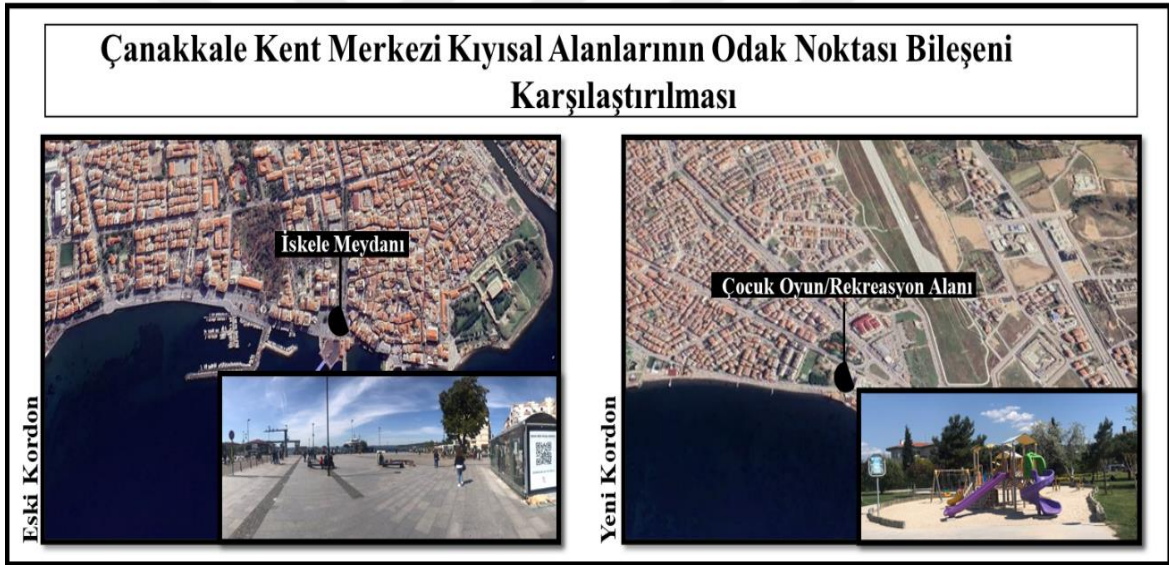 Çanakkale Kent Merkezi Kıyısal Alanlarının Odak Noktası Bileşeni
Karşılaştırılması
Eski Kordon
İskele Meydanı
Yeni Kordon
Çocuk Oyun/Rekreasyon Alanı